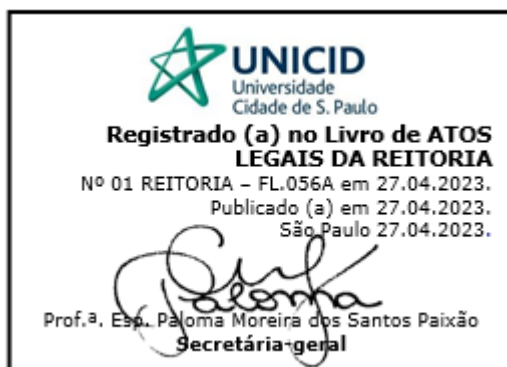 UNICID
Universidade
Cidade de S. Paulo
Registrado (a) no Livro de ATOS
LEGAIS DA REITORIA
Nº 01 REITORIA – FL.056A em 27.04.2023.
Publicado (a) em 27.04.2023.
São Paulo 27.04.2023.
Paloma
Prof.ª. Esp. Paloma Moreira dos Santos Paixão
Secretária-geral